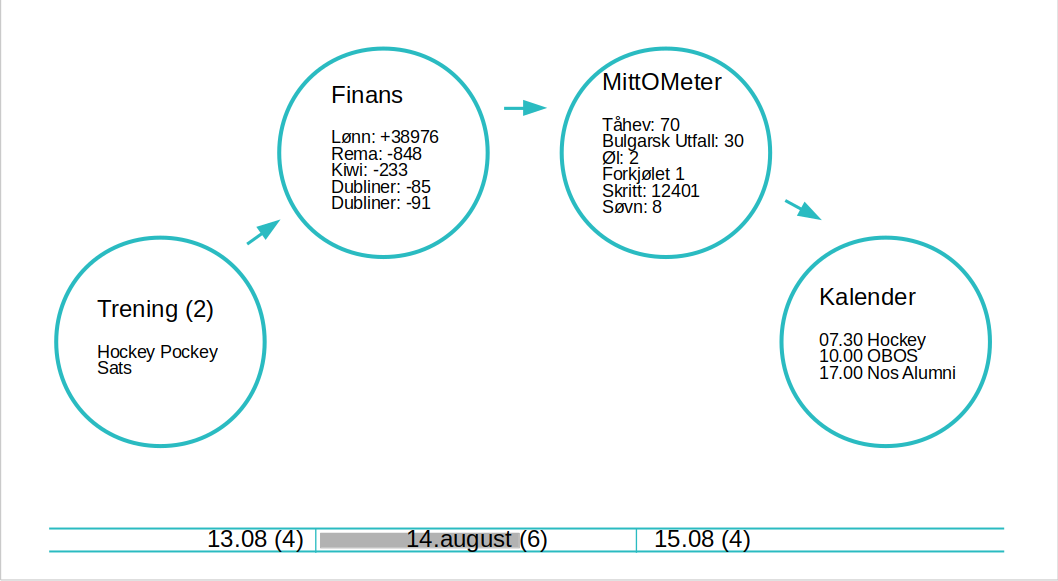 Finans
Lønn: +38976
Rema: -848
Kiwi: -233
Dubliner: -85
Dubliner: -91
MittOMeter
Tåhev: 70
Bulgarsk Utfall: 30
Øl: 2
Forkjølet 1
Skritt: 12401
Søvn: 8
Trening (2)
Hockey Pockey
Sats
Kalender
07.30 Hockey
10.00 OBOS
17.00 Nos Alumni
13.08 (4)
14.august (6)
15.08 (4)